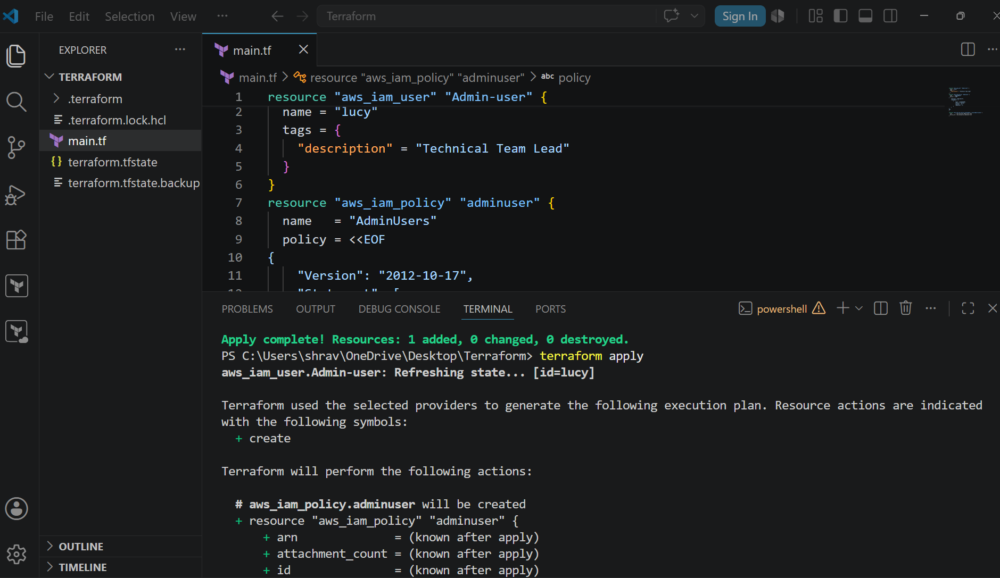 File Edit Selection View ···
Terraform
Sign In
EXPLORER ···
main.tf
TERRAFORM
.terraform
.terraform.lock.hcl
main.tf
terraform.tfstate
terraform.tfstate.backup
OUTLINE
TIMELINE
main.tf > resource "aws_iam_policy" "adminuser" > abc policy
1 resource "aws_iam_user" "Admin-user" {
2 name = "lucy"
3 tags = {
4 "description" = "Technical Team Lead"
5 }
6 }
7 resource "aws_iam_policy" "adminuser" {
8 name   = "AdminUsers"
9 policy = <<EOF
10 {
11 "Version": "2012-10-17",
PROBLEMS OUTPUT DEBUG CONSOLE TERMINAL PORTS
powershell
Apply complete! Resources: 1 added, 0 changed, 0 destroyed.
PS C:\Users\shrav\OneDrive\Desktop\Terraform> terraform apply
aws_iam_user.Admin-user: Refreshing state... [id=lucy]
Terraform used the selected providers to generate the following execution plan. Resource actions are indicated
with the following symbols:
+ create
Terraform will perform the following actions:
# aws_iam_policy.adminuser will be created
+ resource "aws_iam_policy" "adminuser" {
+ arn              = (known after apply)
+ attachment_count = (known after apply)
+ id               = (known after apply)